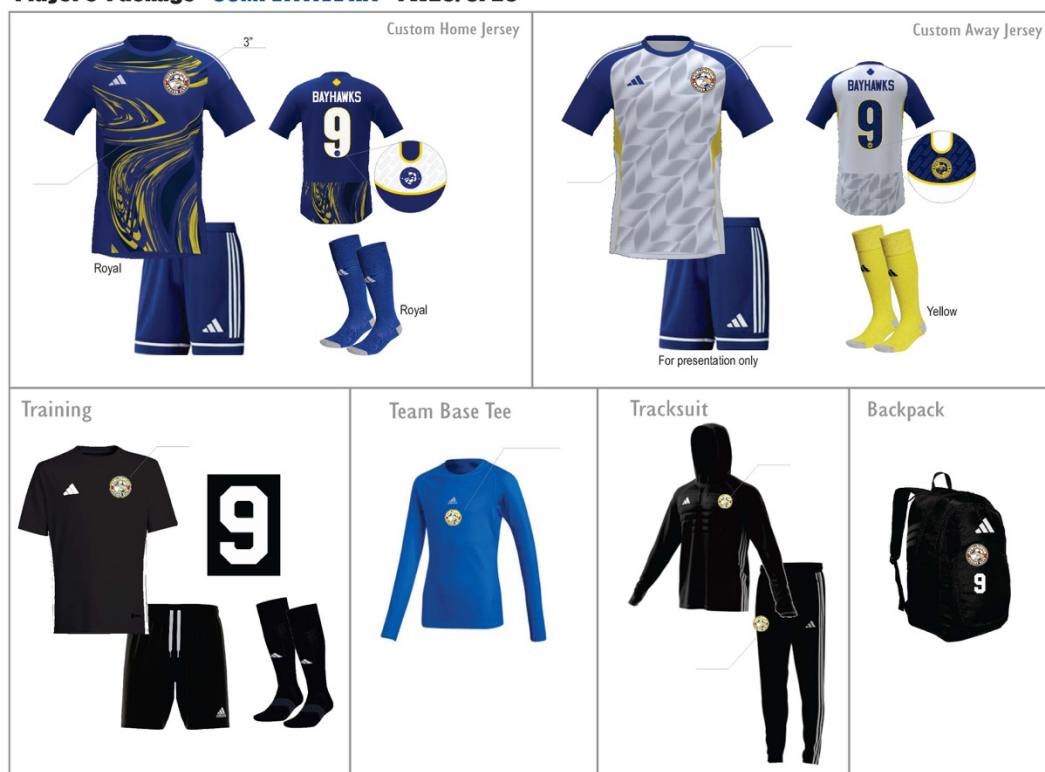 Custom Home Jersey
3"
BAYHAWKS
9
Royal
Royal
Custom Away Jersey
BAYHAWKS
9
Yellow
For presentation only
Training
9
Team Base Tee
Tracksuit
Backpack
9